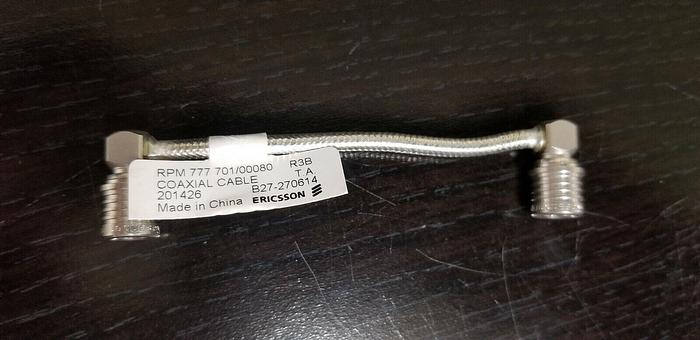 RPM 777 701/00080 R3B
COAXIAL CABLE T.A.
201426 B27-270614
Made in China ERICSSON